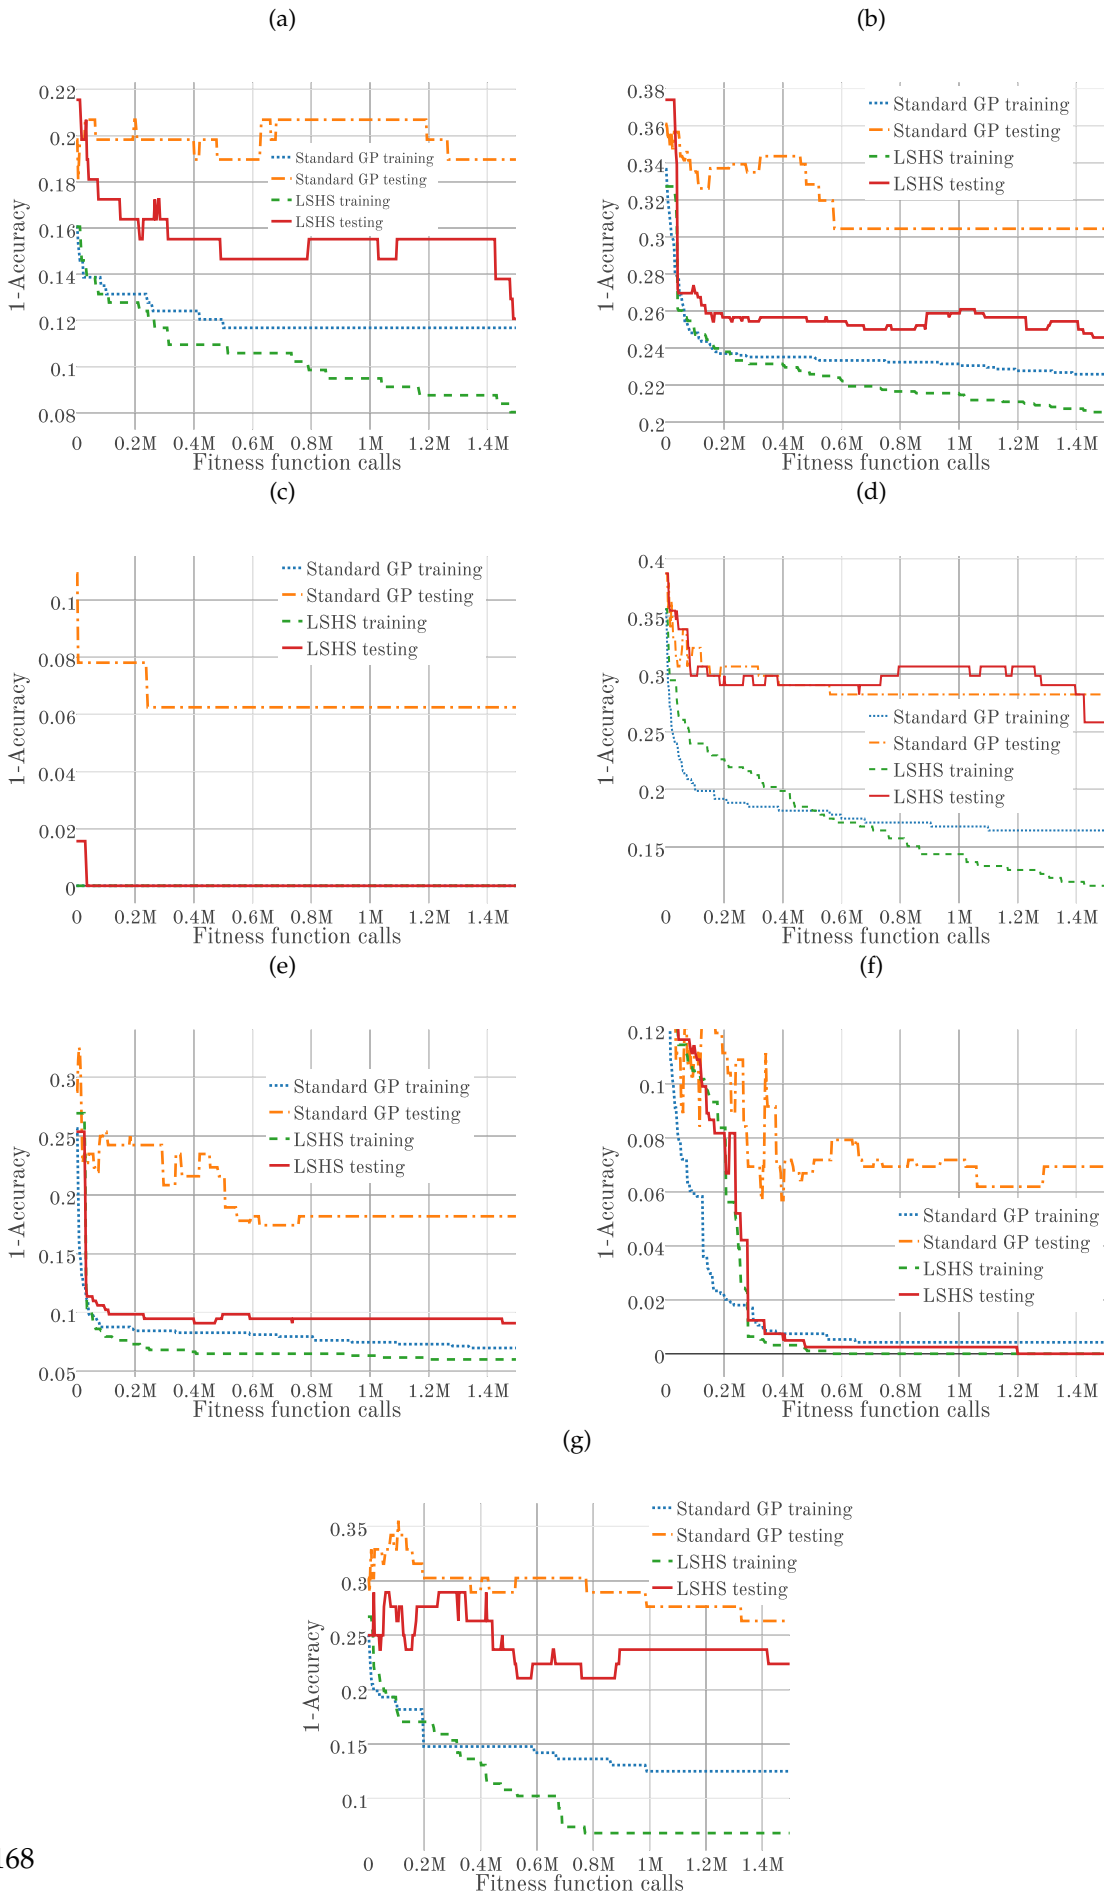 (a)
(b)
0.22
0.2
0.18
0.16
0.14
0.12
0.1
0.08
1-Accuracy
Standard GP training
Standard GP testing
LSHS training
LSHS testing
0 0.2M 0.4M 0.6M 0.8M 1M 1.2M 1.4M
Fitness function calls
(c)
0.38
0.36
0.34
0.32
0.3
0.28
0.26
0.24
0.22
0.2
1-Accuracy
Standard GP training
Standard GP testing
LSHS training
LSHS testing
0 0.2M 0.4M 0.6M 0.8M 1M 1.2M 1.4M
Fitness function calls
(d)
0.1
0.08
0.06
0.04
0.02
0
1-Accuracy
Standard GP training
Standard GP testing
LSHS training
LSHS testing
0 0.2M 0.4M 0.6M 0.8M 1M 1.2M 1.4M
Fitness function calls
(e)
0.4
0.35
0.3
0.25
0.2
0.15
1-Accuracy
Standard GP training
Standard GP testing
LSHS training
LSHS testing
0 0.2M 0.4M 0.6M 0.8M 1M 1.2M 1.4M
Fitness function calls
(f)
0.3
0.25
0.2
0.15
0.1
0.05
1-Accuracy
Standard GP training
Standard GP testing
LSHS training
LSHS testing
0 0.2M 0.4M 0.6M 0.8M 1M 1.2M 1.4M
Fitness function calls
0.12
0.1
0.08
0.06
0.04
0.02
0
1-Accuracy
Standard GP training
Standard GP testing
LSHS training
LSHS testing
0 0.2M 0.4M 0.6M 0.8M 1M 1.2M 1.4M
Fitness function calls
(g)
0.35
0.3
0.25
0.2
0.15
0.1
1-Accuracy
Standard GP training
Standard GP testing
LSHS training
LSHS testing
0 0.2M 0.4M 0.6M 0.8M 1M 1.2M 1.4M
Fitness function calls
168